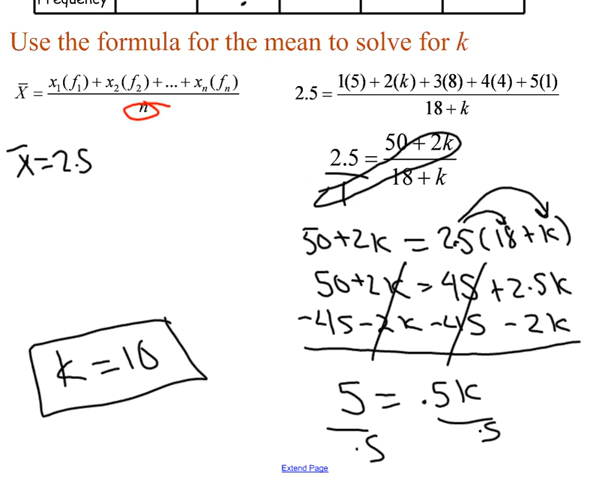 Frequency
Use the formula for the mean to solve for k
X̄ = x₁(f₁) + x₂(f₂) + ... + xₙ(fₙ) / n
2.5 = 1(5) + 2(k) + 3(8) + 4(4) + 5(1) / 18 + k
2.5 / 1 = 50 + 2k / 18 + k
x̄ = 2.5
50 + 2k = 2.5(18 + k)
50 + 2k = 45 + 2.5k
-45 - 2k -45 - 2k
5 = .5k
.5 .5
k = 10
Extend Page